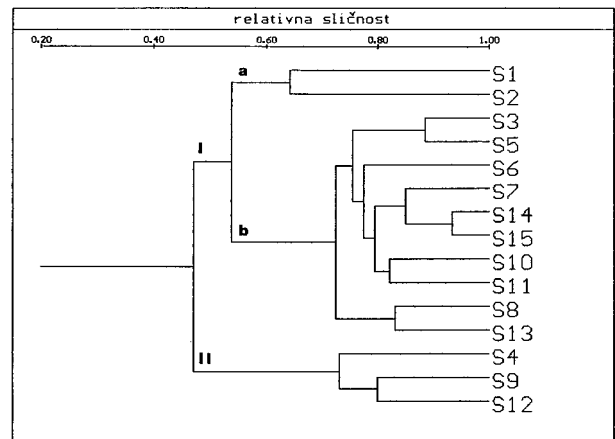 relativna sličnost
0.20 0.40 0.60 0.80 1.00
a
S1
S2
S3
S5
I
S6
S7
S14
S15
b
S10
S11
S8
S13
II
S4
S9
S12